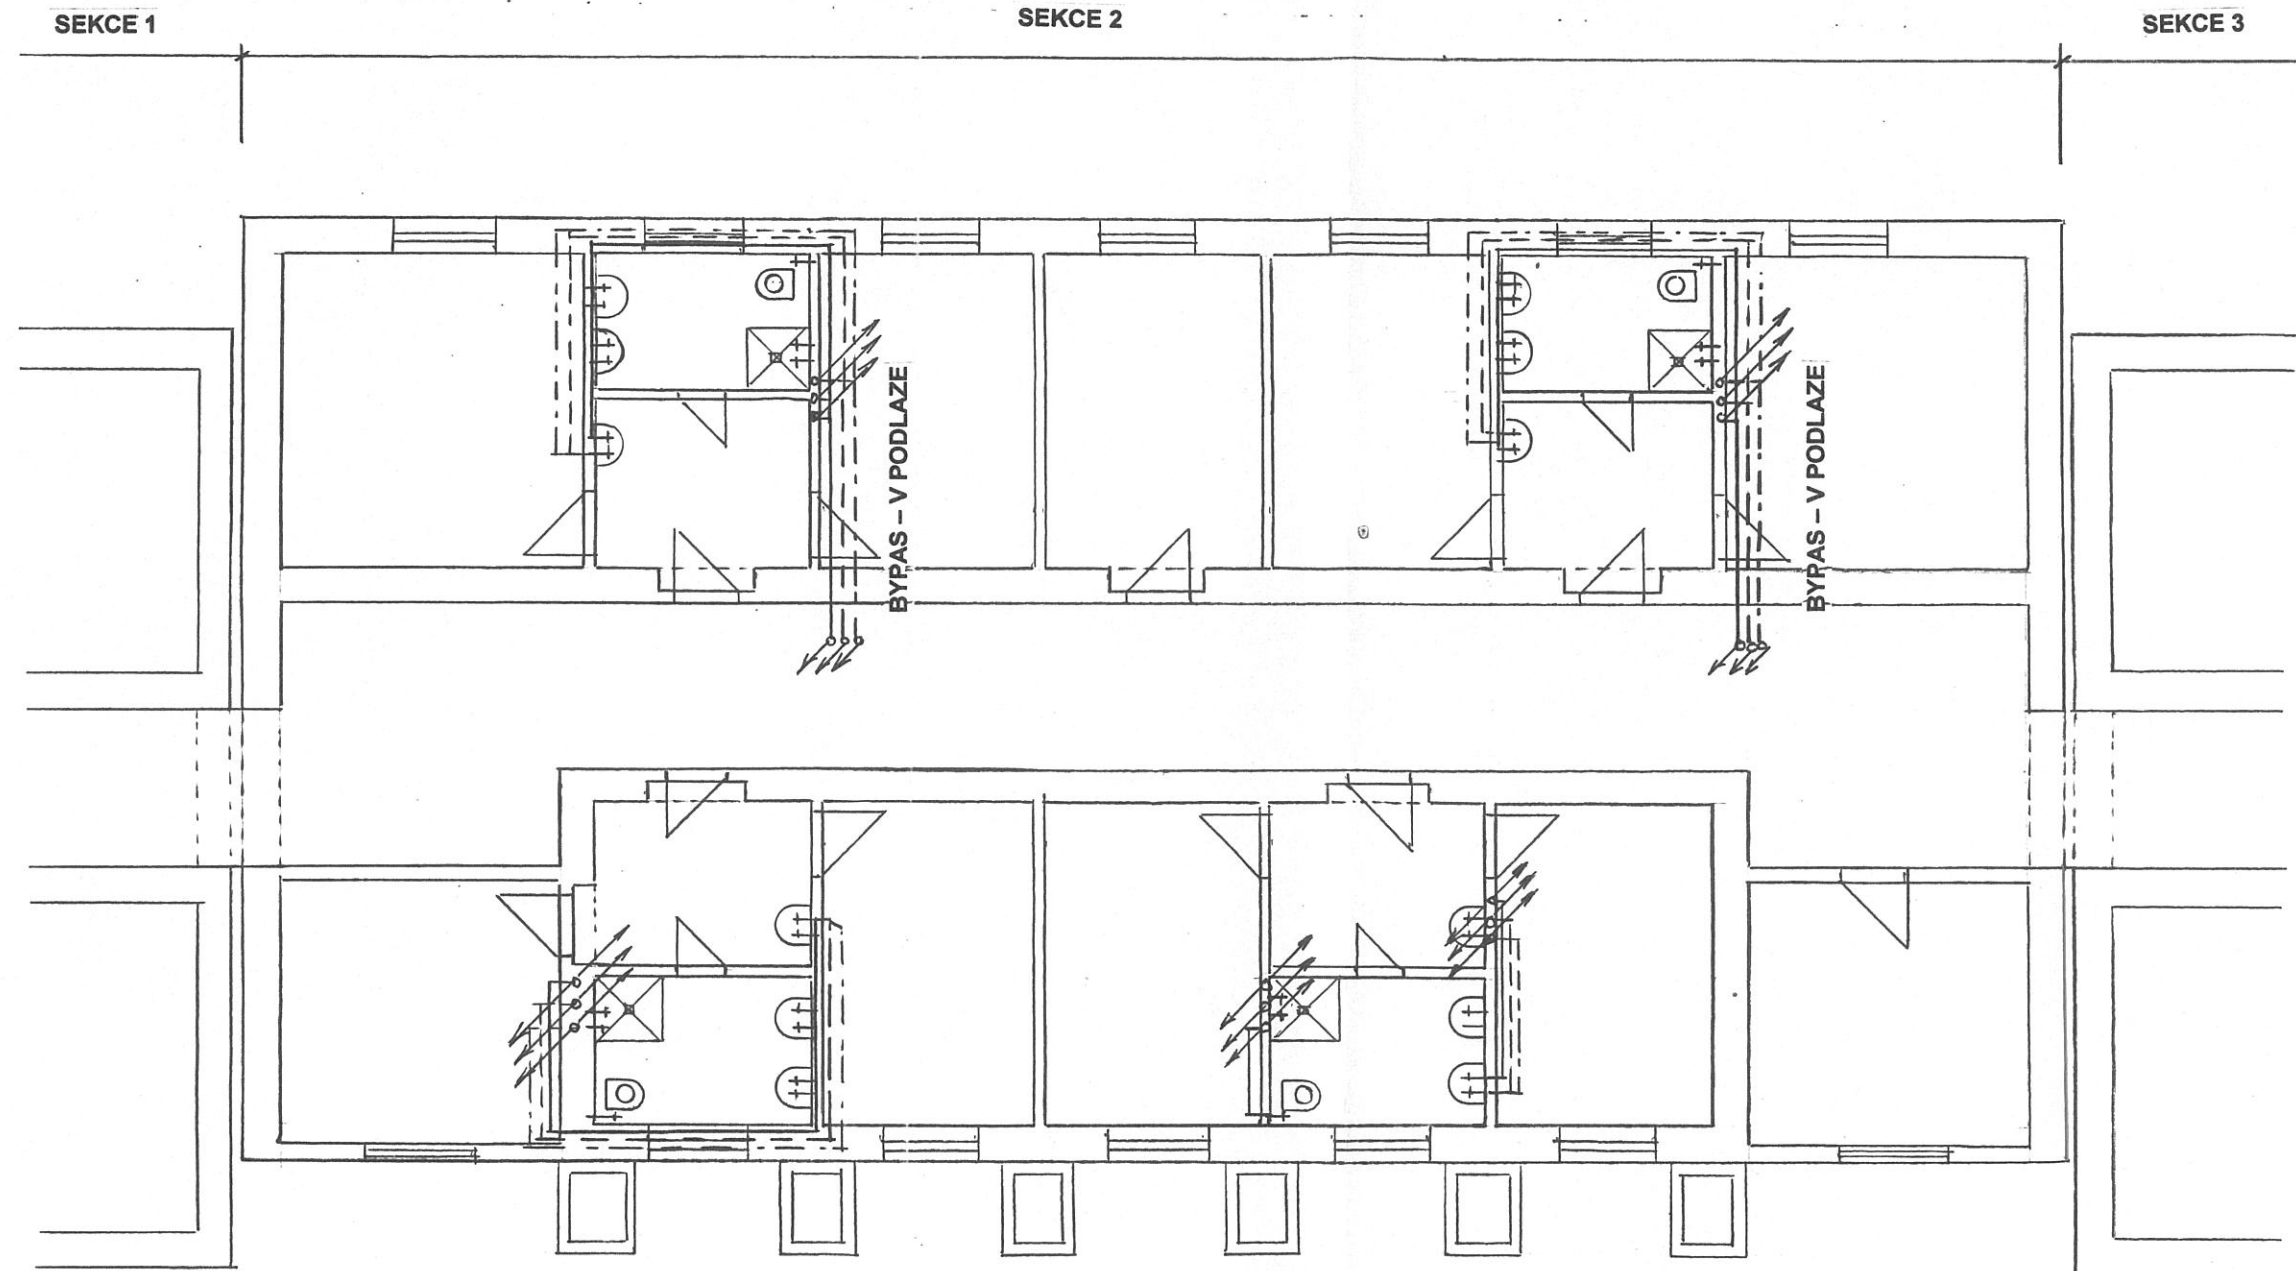 SEKCE 1
SEKCE 2
SEKCE 3
BYPAS – V PODLAZE
BYPAS – V PODLAZE